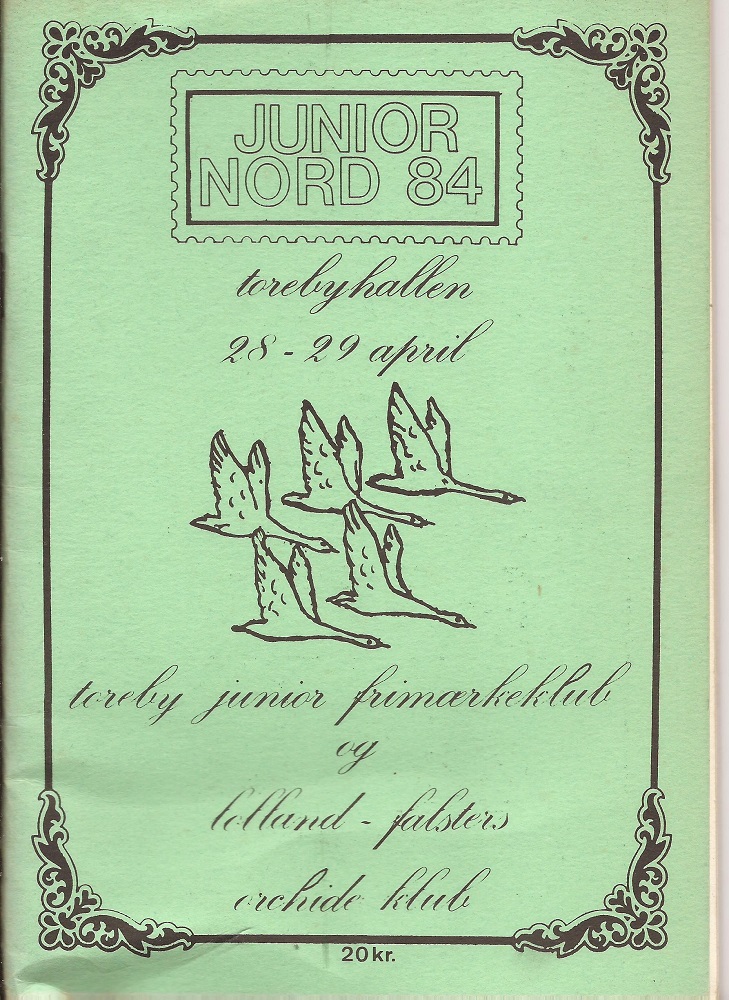 JUNIOR
NORD 84
torebyhallen
28 - 29 april
toreby junior frimærkeklub
og
lolland - falsters
orchide klub
20 kr.